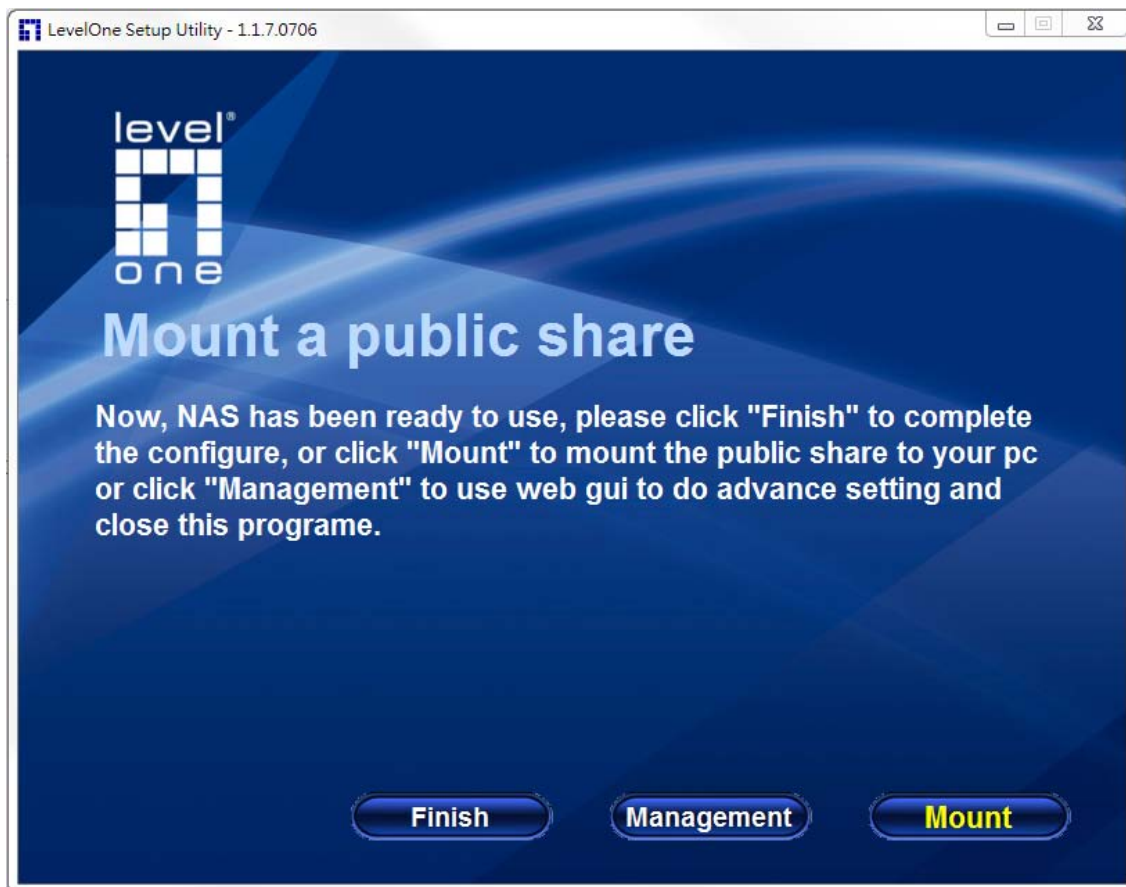 LevelOne Setup Utility - 1.1.7.0706
level®
one
Mount a public share
Now, NAS has been ready to use, please click "Finish" to complete
the configure, or click "Mount" to mount the public share to your pc
or click "Management" to use web gui to do advance setting and
close this programe.
Finish Management Mount